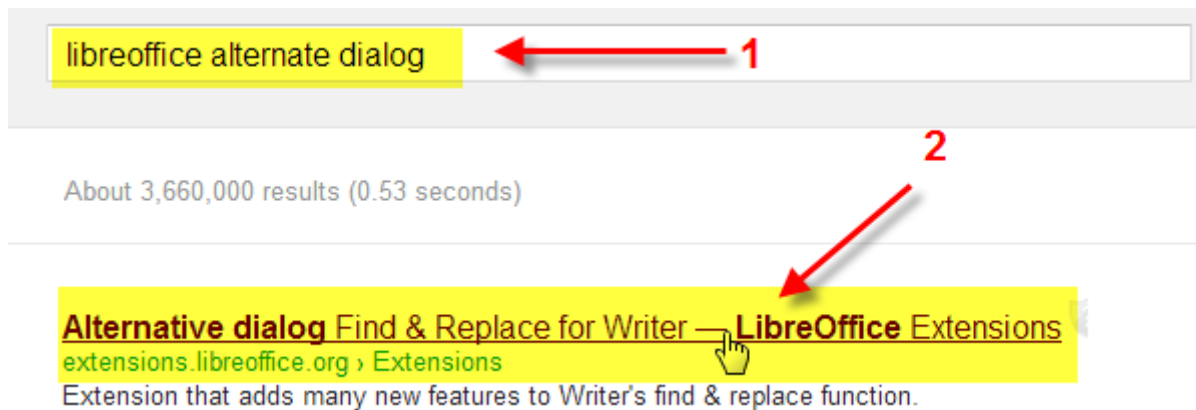 libreoffice alternate dialog
1
2
About 3,660,000 results (0.53 seconds)
Alternative dialog Find & Replace for Writer — LibreOffice Extensions
extensions.libreoffice.org › Extensions
Extension that adds many new features to Writer's find & replace function.